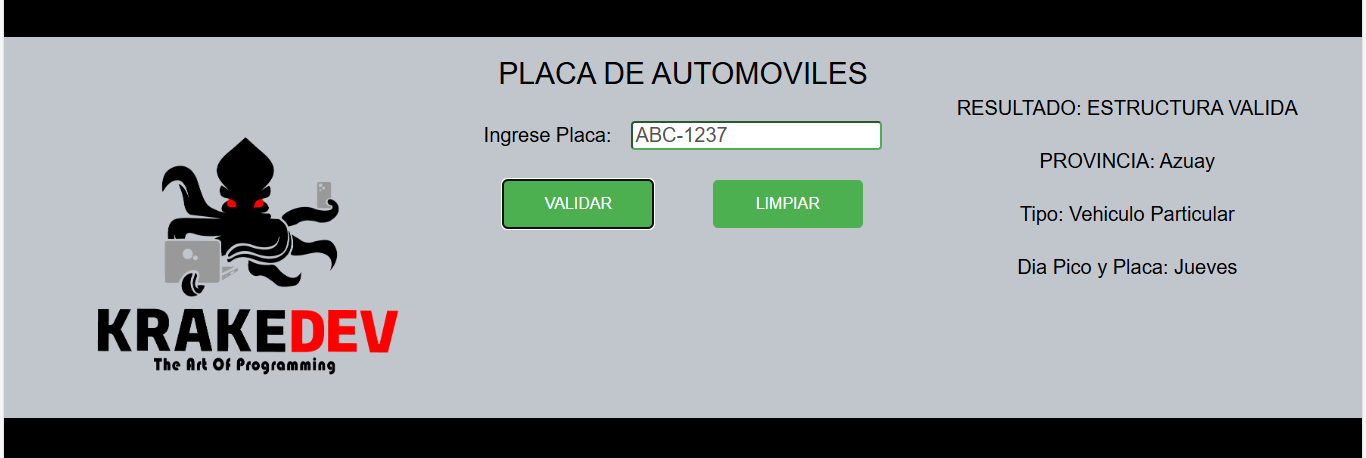 PLACA DE AUTOMOVILES
Ingrese Placa: ABC-1237
VALIDAR LIMPIAR
RESULTADO: ESTRUCTURA VALIDA
PROVINCIA: Azuay
Tipo: Vehiculo Particular
Dia Pico y Placa: Jueves
KRAKEDEV
The Art Of Programming